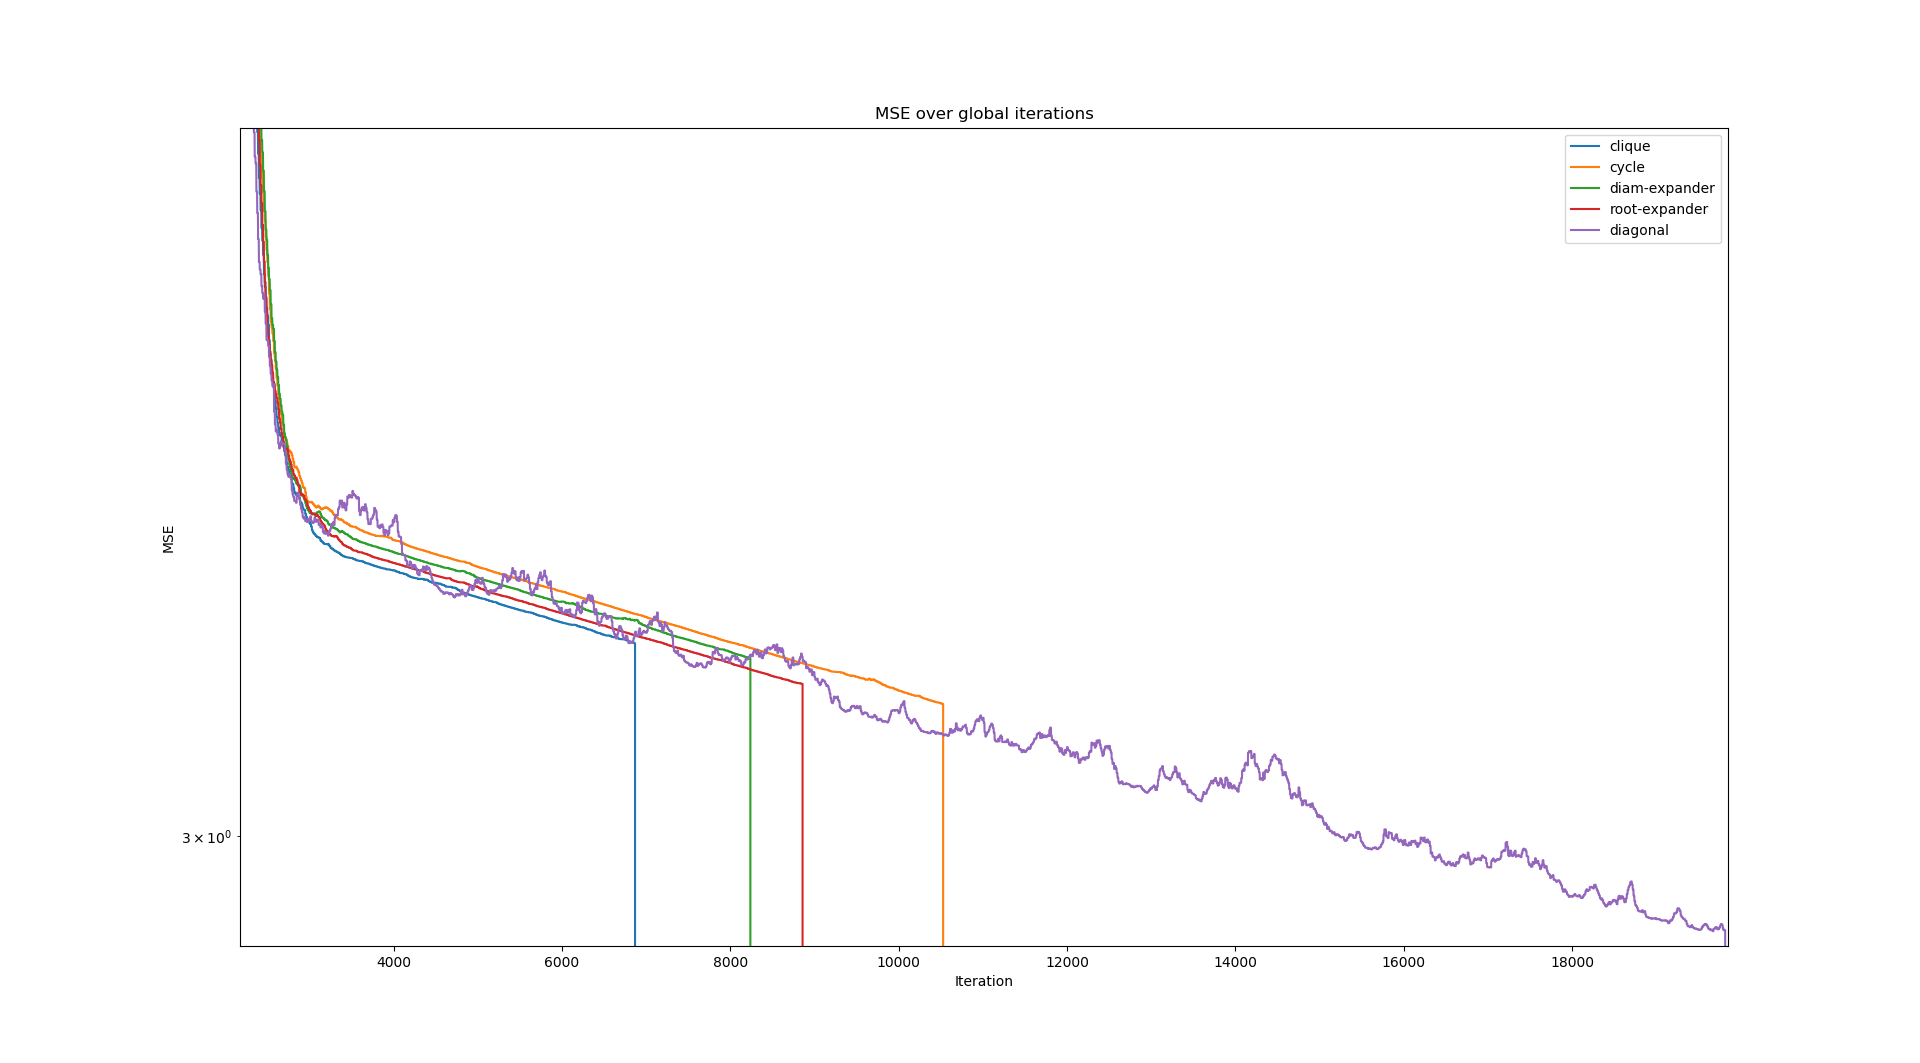 MSE over global iterations
clique
cycle
diam-expander
root-expander
diagonal
MSE
3 × 10⁰
4000 6000 8000 10000 12000 14000 16000 18000
Iteration